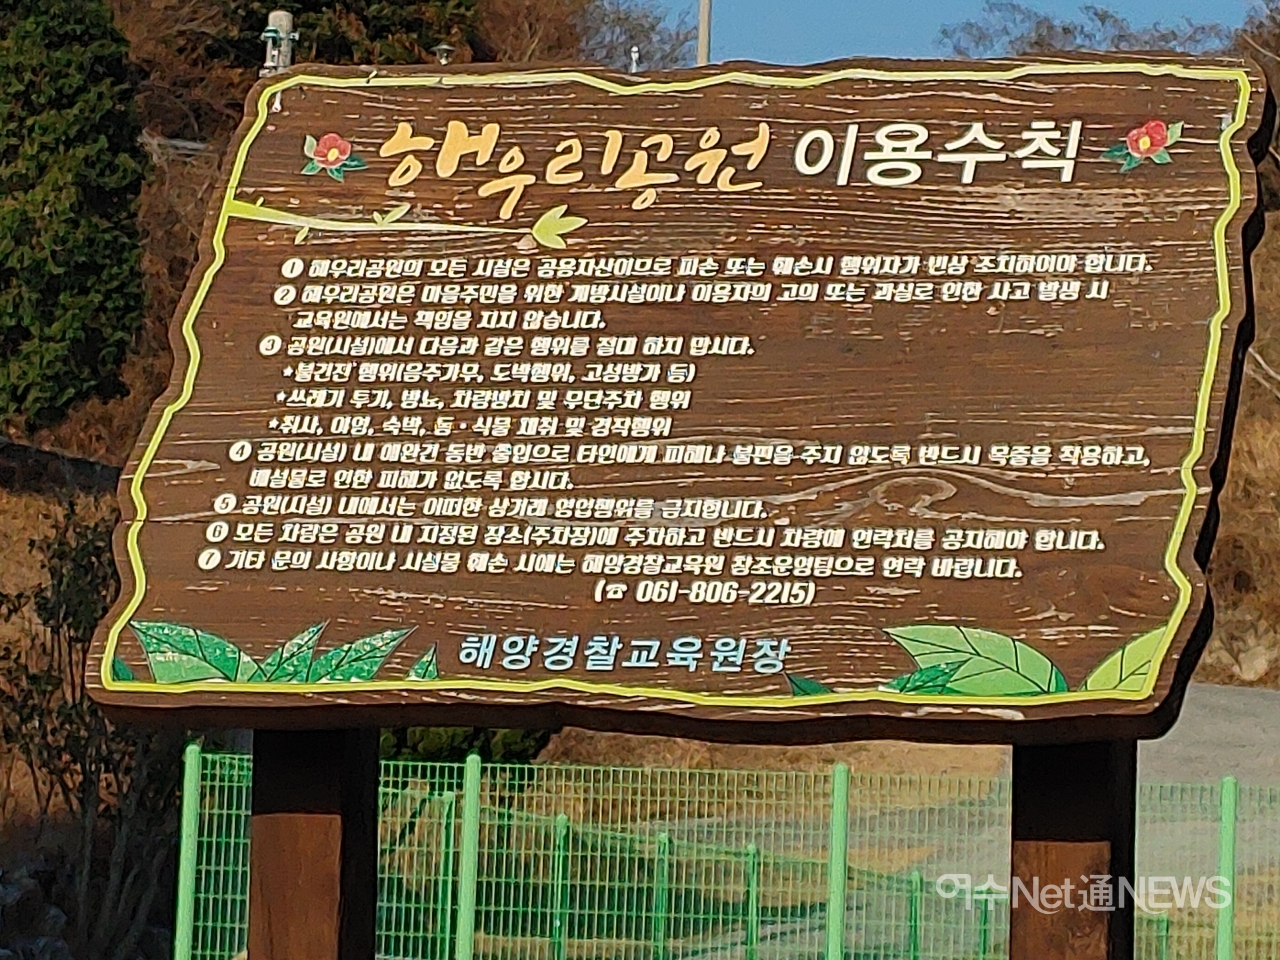 해우리공원 이용수칙
❶ 해우리공원의 모든 시설은 공용자산이므로 파손 또는 훼손시 행위자가 변상 조치하여야 합니다.
❷ 해우리공원은 마을주민을 위한 개방시설이나 이용자의 고의 또는 과실로 인한 사고 발생 시
교육원에서는 책임을 지지 않습니다.
❸ 공원(시설)에서 다음과 같은 행위를 절대 하지 맙시다.
*불건전 행위(음주가무, 도박행위, 고성방가 등)
*쓰레기 투기, 방뇨, 차량방치 및 무단주차 행위
*취사, 야영, 숙박, 동·식물 채취 및 경작행위
❹ 공원(시설) 내 애완견 동반 출입으로 타인에게 피해나 불편을 주지 않도록 반드시 목줄을 착용하고,
배설물로 인한 피해가 없도록 합시다.
❺ 공원(시설) 내에서는 어떠한 상거래 영업행위를 금지합니다.
❻ 모든 차량은 공원 내 지정된 장소(주차장)에 주차하고 반드시 차량에 연락처를 공지해야 합니다.
❼ 기타 문의 사항이나 시설물 훼손 시에는 해양경찰교육원 창조운영팀으로 연락 바랍니다.
(☎ 061-806-2215)
해양경찰교육원장
여수Net通NEWS